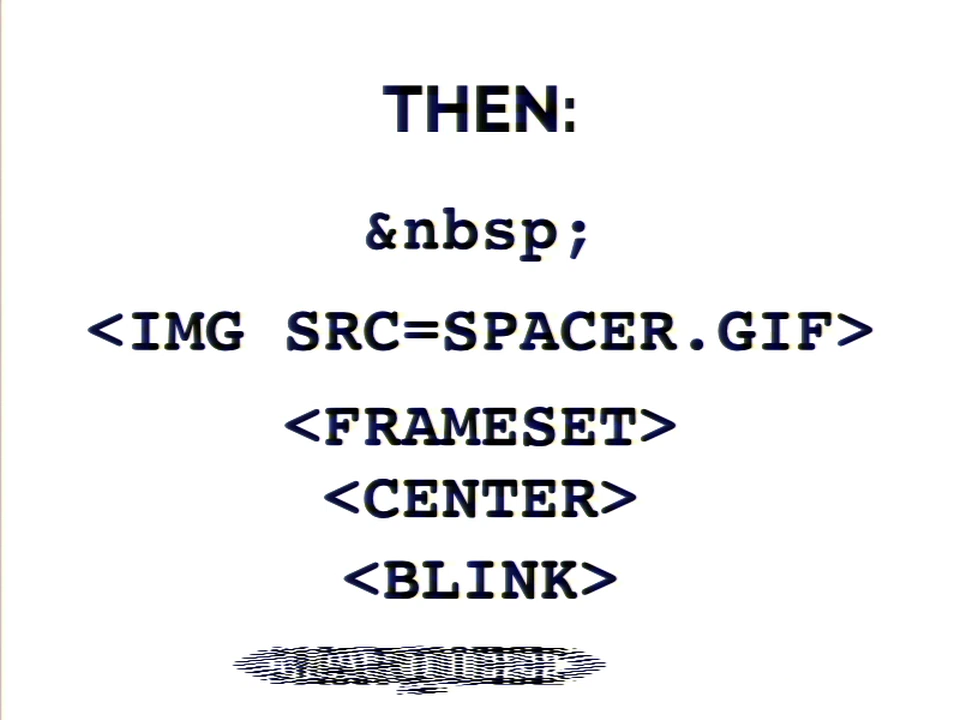 THEN:
&nbsp;
<IMG SRC=SPACER.GIF>
<FRAMESET>
<CENTER>
<BLINK>